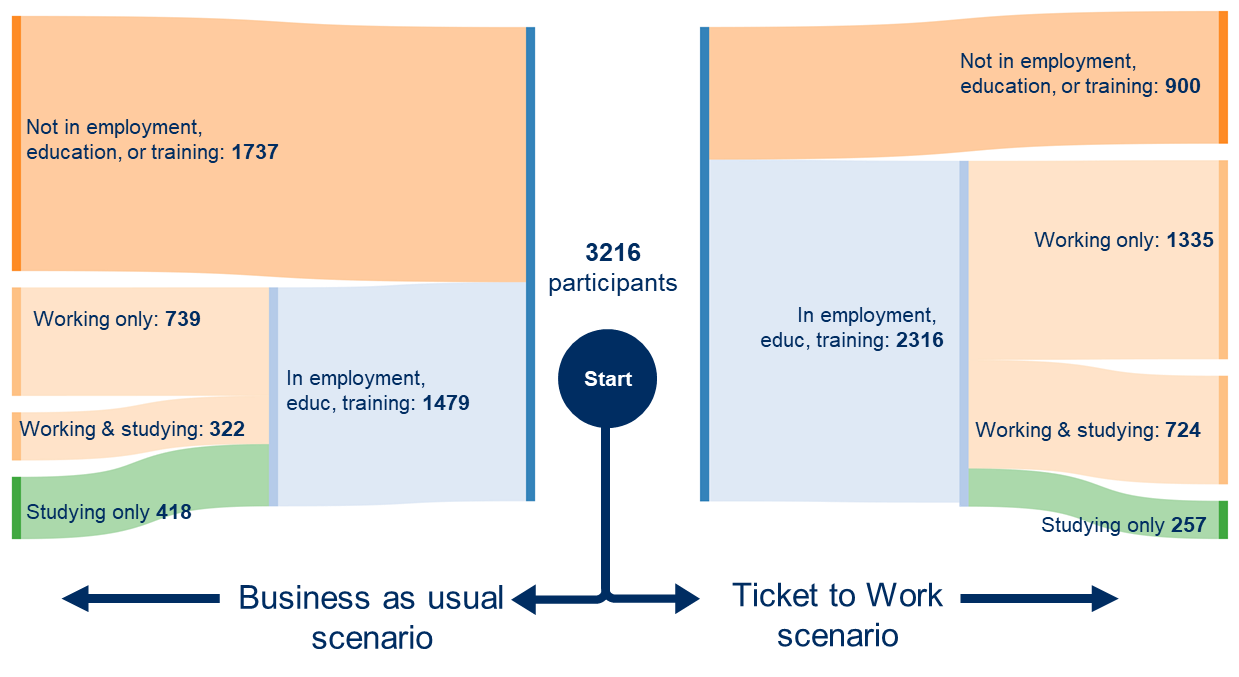 Not in employment,
education, or training: 1737
Working only: 739
Working & studying: 322
Studying only 418
In employment,
educ, training: 1479
3216
participants
Start
Not in employment,
education, or training: 900
In employment,
educ, training: 2316
Working only: 1335
Working & studying: 724
Studying only 257
Business as usual
scenario
Ticket to Work
scenario